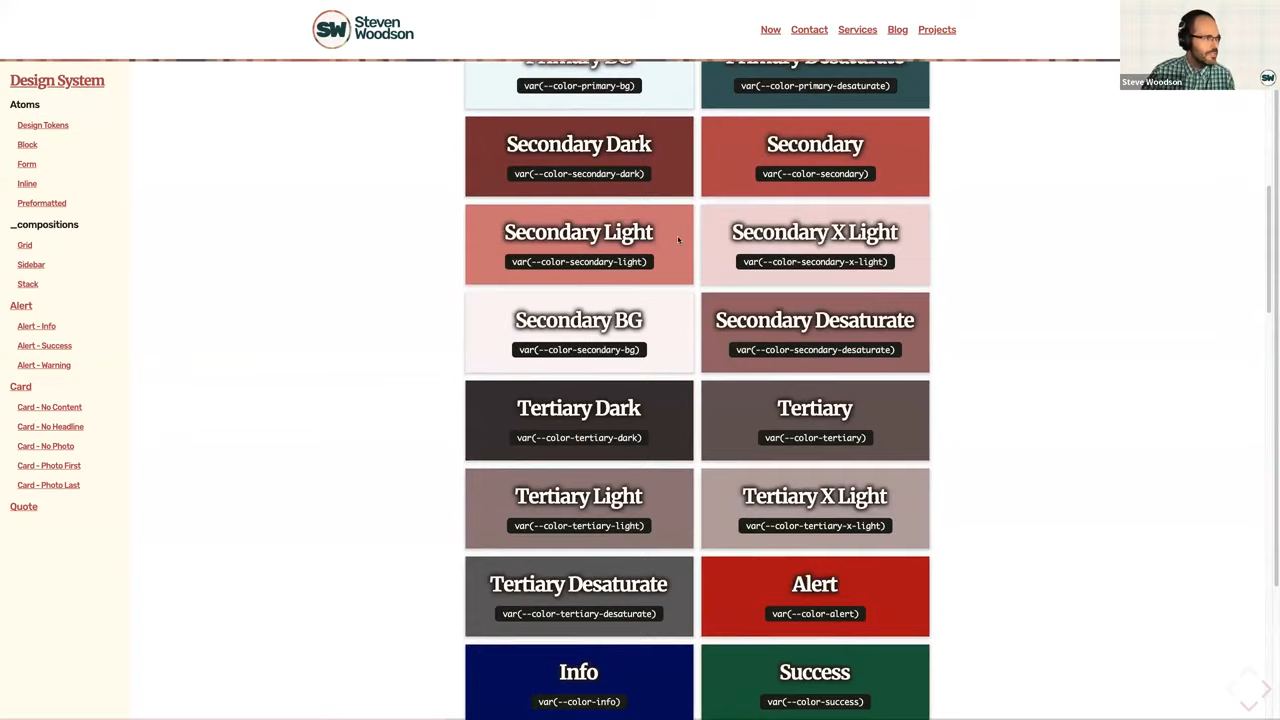 SW
Steven
Woodson
Now
Contact
Services
Blog
Projects
Steve Woodson
SW
Design System
Atoms
Design Tokens
Block
Form
Inline
Preformatted
_compositions
Grid
Sidebar
Stack
Alert
Alert - Info
Alert - Success
Alert - Warning
Card
Card - No Content
Card - No Headline
Card - No Photo
Card - Photo First
Card - Photo Last
Quote
Primary BG
var(--color-primary-bg)
Primary Desaturate
var(--color-primary-desaturate)
Secondary Dark
var(--color-secondary-dark)
Secondary
var(--color-secondary)
Secondary Light
var(--color-secondary-light)
Secondary X Light
var(--color-secondary-x-light)
Secondary BG
var(--color-secondary-bg)
Secondary Desaturate
var(--color-secondary-desaturate)
Tertiary Dark
var(--color-tertiary-dark)
Tertiary
var(--color-tertiary)
Tertiary Light
var(--color-tertiary-light)
Tertiary X Light
var(--color-tertiary-x-light)
Tertiary Desaturate
var(--color-tertiary-desaturate)
Alert
var(--color-alert)
Info
var(--color-info)
Success
var(--color-success)